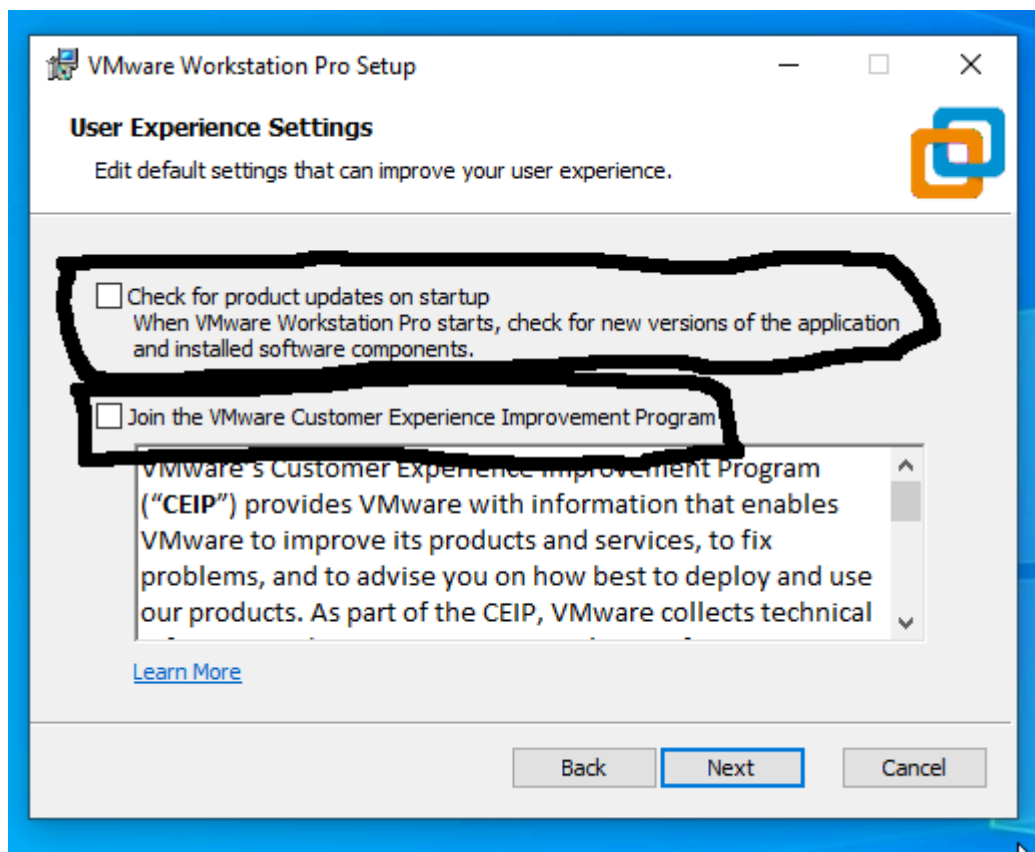 VMware Workstation Pro Setup
User Experience Settings
Edit default settings that can improve your user experience.
Check for product updates on startup
When VMware Workstation Pro starts, check for new versions of the application
and installed software components.
Join the VMware Customer Experience Improvement Program
VMware's Customer Experience Improvement Program
("CEIP") provides VMware with information that enables
VMware to improve its products and services, to fix
problems, and to advise you on how best to deploy and use
our products. As part of the CEIP, VMware collects technical
Learn More
Back
Next
Cancel